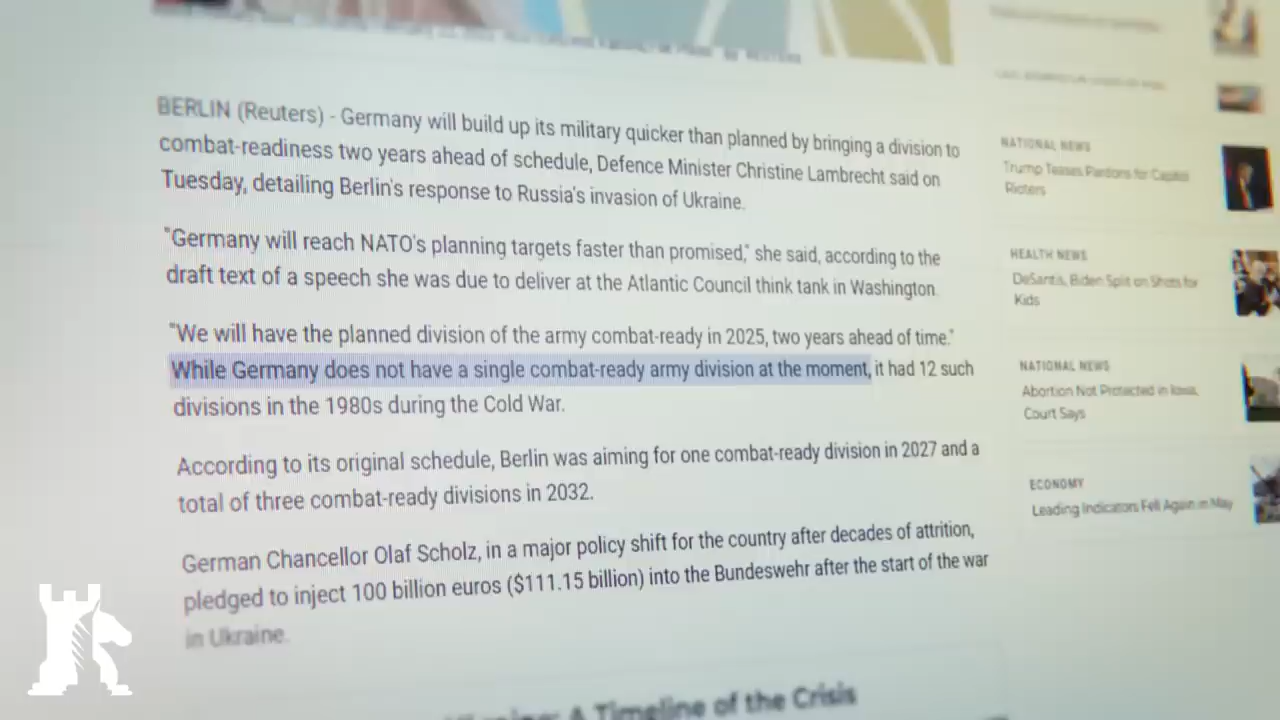 BERLIN (Reuters) - Germany will build up its military quicker than planned by bringing a division to
combat-readiness two years ahead of schedule, Defence Minister Christine Lambrecht said on
Tuesday, detailing Berlin's response to Russia's invasion of Ukraine.
"Germany will reach NATO's planning targets faster than promised," she said, according to the
draft text of a speech she was due to deliver at the Atlantic Council think tank in Washington.
"We will have the planned division of the army combat-ready in 2025, two years ahead of time."
While Germany does not have a single combat-ready army division at the moment, it had 12 such
divisions in the 1980s during the Cold War.
According to its original schedule, Berlin was aiming for one combat-ready division in 2027 and a
total of three combat-ready divisions in 2032.
German Chancellor Olaf Scholz, in a major policy shift for the country after decades of attrition,
pledged to inject 100 billion euros ($111.15 billion) into the Bundeswehr after the start of the war
in Ukraine.
A Timeline of the Crisis
NATIONAL NEWS
Trump Teases Pardons for Capitol
Rioters
HEALTH NEWS
DeSantis, Biden Split on Shots for
Kids
NATIONAL NEWS
Abortion Not Protected in Iowa,
Court Says
ECONOMY
Leading Indicators Fell Again in May